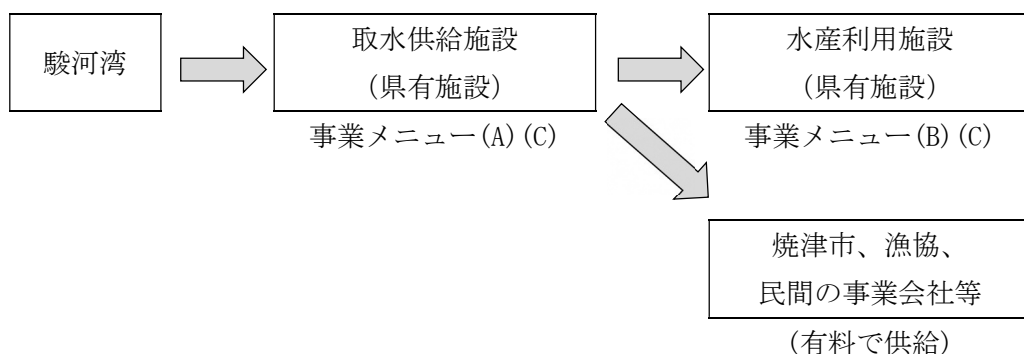 駿河湾
取水供給施設
(県有施設)
事業メニュー(A)(C)
水産利用施設
(県有施設)
事業メニュー(B)(C)
焼津市、漁協、
民間の事業会社等
(有料で供給)